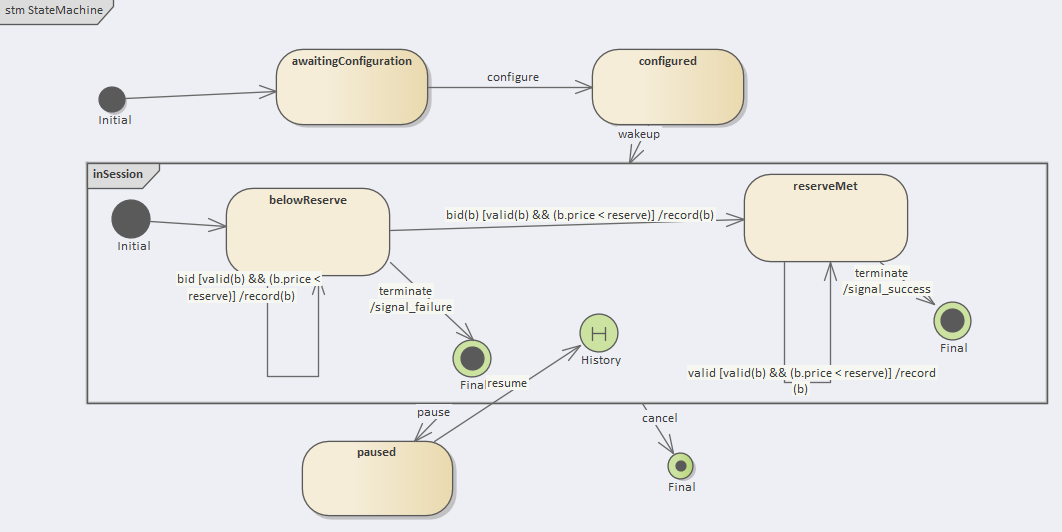 stm StateMachine
awaitingConfiguration
configured
configure
Initial
wakeup
inSession
belowReserve
reserveMet
bid(b) [valid(b) && (b.price < reserve)] /record(b)
Initial
bid [valid(b) && (b.price <
reserve)] /record(b)
terminate
/signal_failure
terminate
/signal_success
H
History
Final
Final
resume
valid [valid(b) && (b.price < reserve)] /record
(b)
pause
cancel
paused
Final